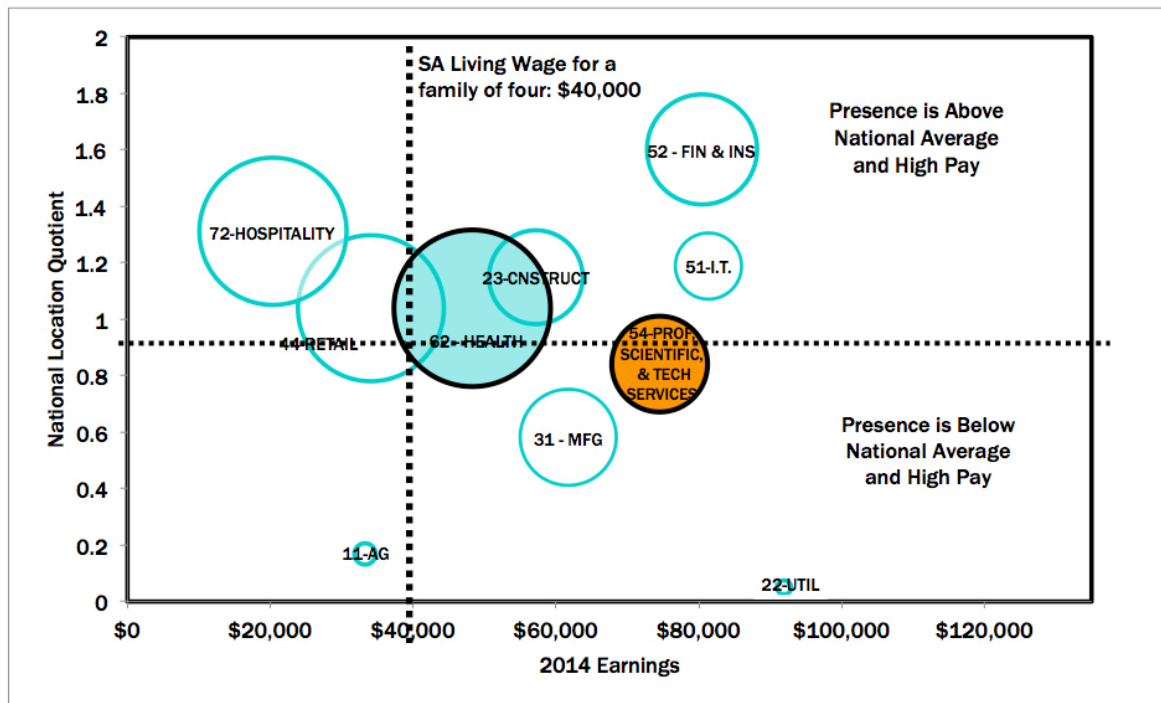 2
1.8
1.6
1.4
1.2
1
0.8
0.6
0.4
0.2
0
National Location Quotient
SA Living Wage for a
family of four: $40,000
Presence is Above
National Average
and High Pay
52 - FIN & INS
72-HOSPITALITY
51-I.T.
23-CNSTRUCT
44-RETAIL
62 - HEALTH
54-PROF,
SCIENTIFIC,
& TECH
SERVICES
31 - MFG
Presence is Below
National Average
and High Pay
11-AG
22-UTIL
$0
$20,000
$40,000
$60,000
$80,000
$100,000
$120,000
2014 Earnings